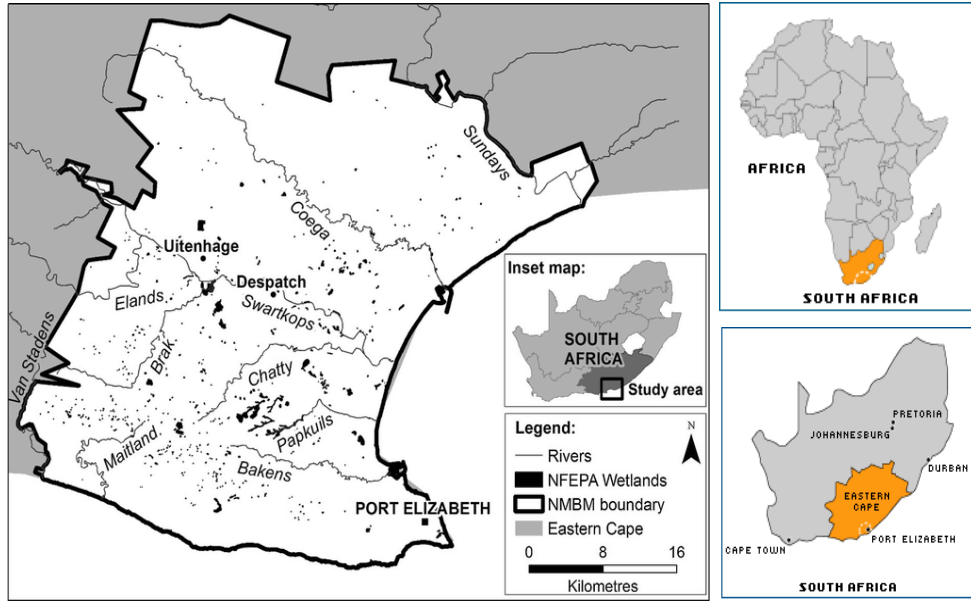 Sundays
Coega
Uitenhage
Despatch
Elands
Swartkops
Van Stadens
Brak
Chatty
Maitland
Papkuils
Bakens
PORT ELIZABETH
Inset map:
SOUTH
AFRICA
Study area
Legend:
N
Rivers
NFEPA Wetlands
NMBM boundary
Eastern Cape
0 8 16
Kilometres
AFRICA
SOUTH AFRICA
PRETORIA
JOHANNESBURG
DURBAN
EASTERN
CAPE
PORT ELIZABETH
CAPE TOWN
SOUTH AFRICA